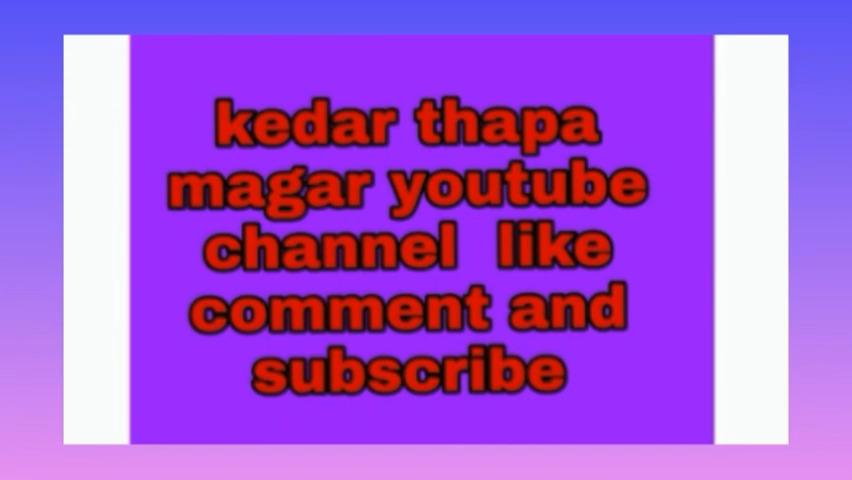 kedar thapa
magar youtube
channel like
comment and
subscribe